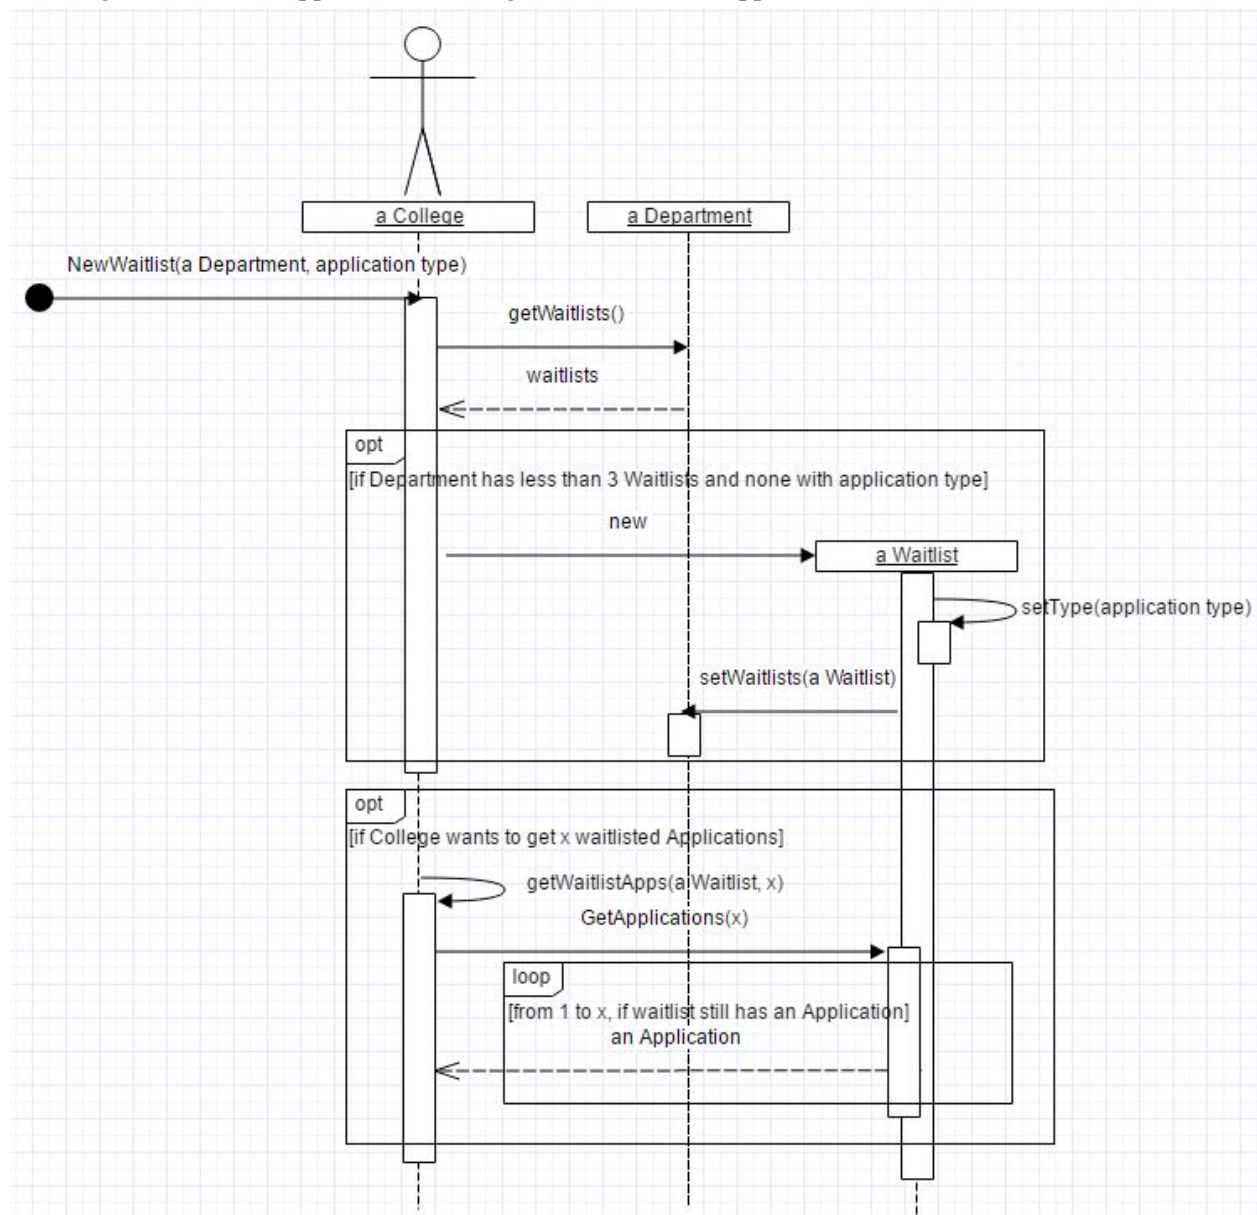 a College
a Department
NewWaitlist(a Department, application type)
getWaitlists()
waitlists
opt
[if Department has less than 3 Waitlists and none with application type]
new
a Waitlist
setType(application type)
setWaitlists(a Waitlist)
opt
[if College wants to get x waitlisted Applications]
getWaitlistApps(a Waitlist, x)
GetApplications(x)
loop
[from 1 to x, if waitlist still has an Application]
an Application